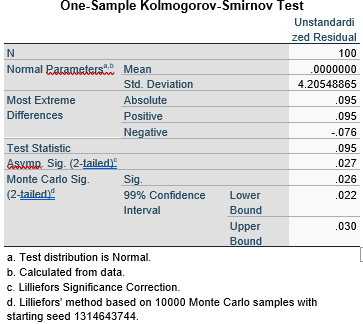 One-Sample Kolmogorov-Smirnov Test
Unstandardi
zed Residual
N 100
Normal Parametersa,b Mean .0000000
Std. Deviation 4.20548865
Most Extreme Absolute .095
Differences Positive .095
Negative -.076
Test Statistic .095
Asymp. Sig. (2-tailed)c .027
Monte Carlo Sig. Sig. .026
(2-tailed)d 99% Confidence Lower .022
Interval Bound
Upper .030
Bound
a. Test distribution is Normal.
b. Calculated from data.
c. Lilliefors Significance Correction.
d. Lilliefors' method based on 10000 Monte Carlo samples with
starting seed 1314643744.